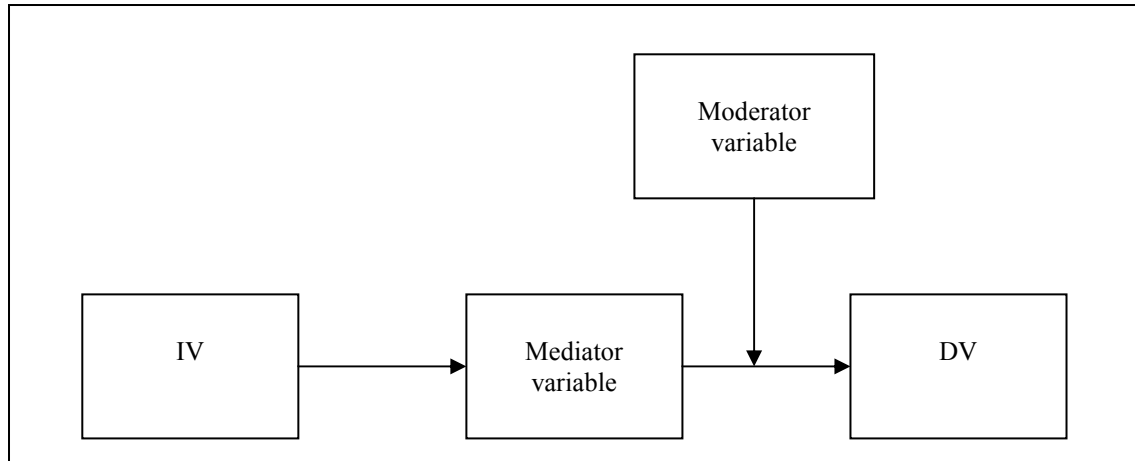 Moderator
variable
IV
Mediator
variable
DV